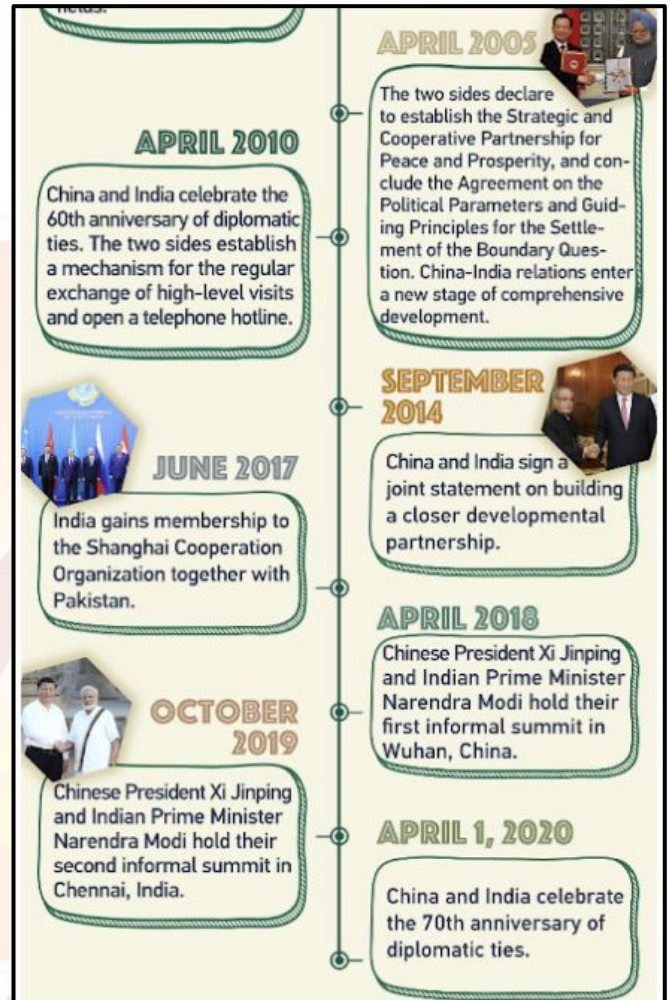 fields.
APRIL 2005
The two sides declare
to establish the Strategic and
Cooperative Partnership for
Peace and Prosperity, and con-
clude the Agreement on the
Political Parameters and Guid-
ing Principles for the Settle-
ment of the Boundary Ques-
tion. China-India relations enter
a new stage of comprehensive
development.
APRIL 2010
China and India celebrate the
60th anniversary of diplomatic
ties. The two sides establish
a mechanism for the regular
exchange of high-level visits
and open a telephone hotline.
SEPTEMBER
2014
China and India sign a
joint statement on building
a closer developmental
partnership.
JUNE 2017
India gains membership to
the Shanghai Cooperation
Organization together with
Pakistan.
APRIL 2018
Chinese President Xi Jinping
and Indian Prime Minister
Narendra Modi hold their
first informal summit in
Wuhan, China.
OCTOBER
2019
Chinese President Xi Jinping
and Indian Prime Minister
Narendra Modi hold their
second informal summit in
Chennai, India.
APRIL 1, 2020
China and India celebrate
the 70th anniversary of
diplomatic ties.